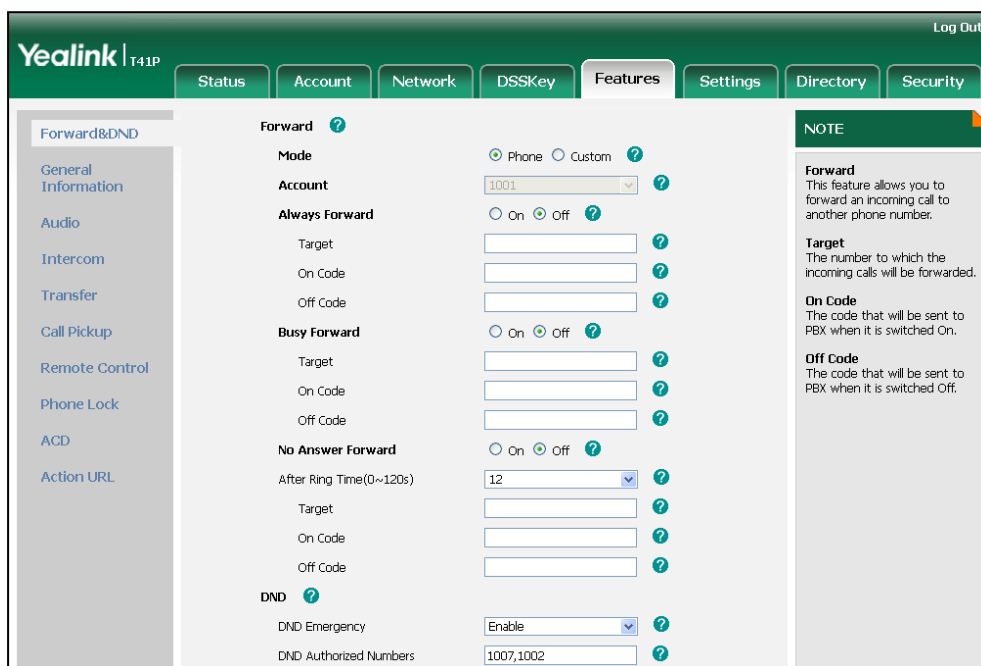 Log Out
Yealink T41P
Status Account Network DSSKey Features Settings Directory Security
Forward&DND
General
Information
Audio
Intercom
Transfer
Call Pickup
Remote Control
Phone Lock
ACD
Action URL
Forward ?
Mode Phone Custom ?
Account 1001 ?
Always Forward On Off ?
Target ?
On Code ?
Off Code ?
Busy Forward On Off ?
Target ?
On Code ?
Off Code ?
No Answer Forward On Off ?
After Ring Time(0~120s) 12 ?
Target ?
On Code ?
Off Code ?
DND ?
DND Emergency Enable ?
DND Authorized Numbers 1007,1002 ?
NOTE
Forward
This feature allows you to
forward an incoming call to
another phone number.
Target
The number to which the
incoming calls will be forwarded.
On Code
The code that will be sent to
PBX when it is switched On.
Off Code
The code that will be sent to
PBX when it is switched Off.